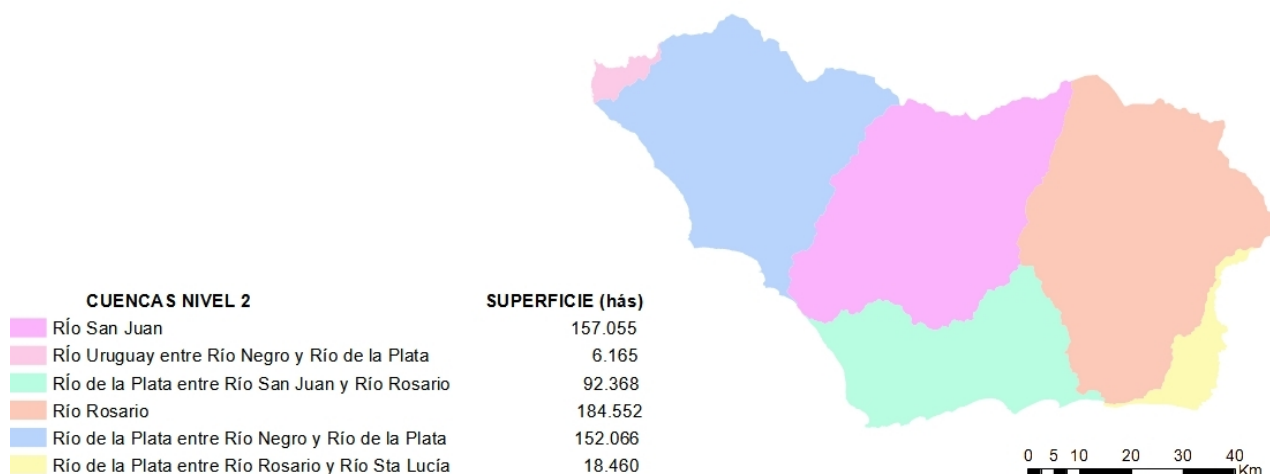 CUENCAS NIVEL 2 SUPERFICIE (hás)
RÍo San Juan 157.055
RÍo Uruguay entre Río Negro y Río de la Plata 6.165
RÍo de la Plata entre Río San Juan y Río Rosario 92.368
Río Rosario 184.552
Río de la Plata entre Río Negro y Río de la Plata 152.066
Río de la Plata entre Río Rosario y Río Sta Lucía 18.460
0 5 10 20 30 40
Km